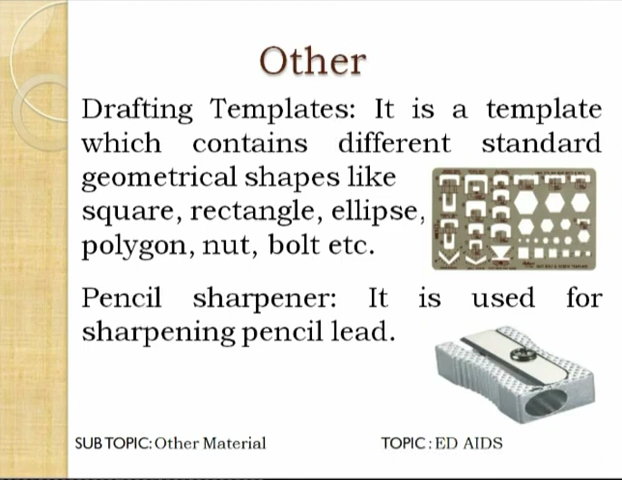 Other
Drafting Templates: It is a template
which contains different standard
geometrical shapes like
square, rectangle, ellipse,
polygon, nut, bolt etc.
Pencil sharpener: It is used for
sharpening pencil lead.
SUB TOPIC: Other Material
TOPIC : ED AIDS